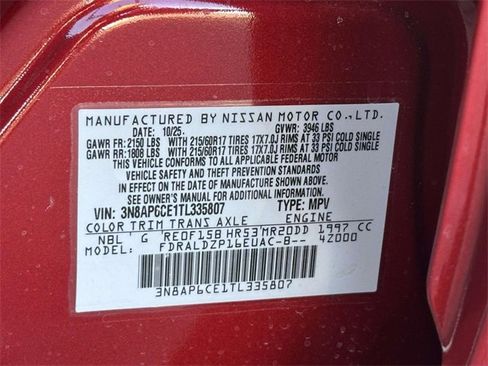 MANUFACTURED BY NISSAN MOTOR CO., LTD.
DATE 10/25. GVWR: 3946 LBS
GAWR FR: 2150 LBS WITH 215/60R17 TIRES 17X7.0J RIMS AT 33 PSI COLD SINGLE
GAWR RR: 1808 LBS WITH 215/60R17 TIRES 17X7.0J RIMS AT 33 PSI COLD SINGLE
THIS VEHICLE CONFORMS TO ALL APPLICABLE FEDERAL MOTOR
VEHICLE SAFETY AND THEFT PREVENTION STANDARDS
IN EFFECT ON THE DATE OF MANUFACTURE SHOWN ABOVE.
SEE OWNER'S MANUAL FOR ADDITIONAL INFORMATION.
VIN: 3N8AP6CE1TL335807 TYPE: MPV
COLOR TRIM TRANS AXLE ENGINE
NBL G RE0F15B HR53 MR20DD 1997 CC
MODEL: FDRALDZP16EUAC-B-- 4Z000
3N8AP6CE1TL335807